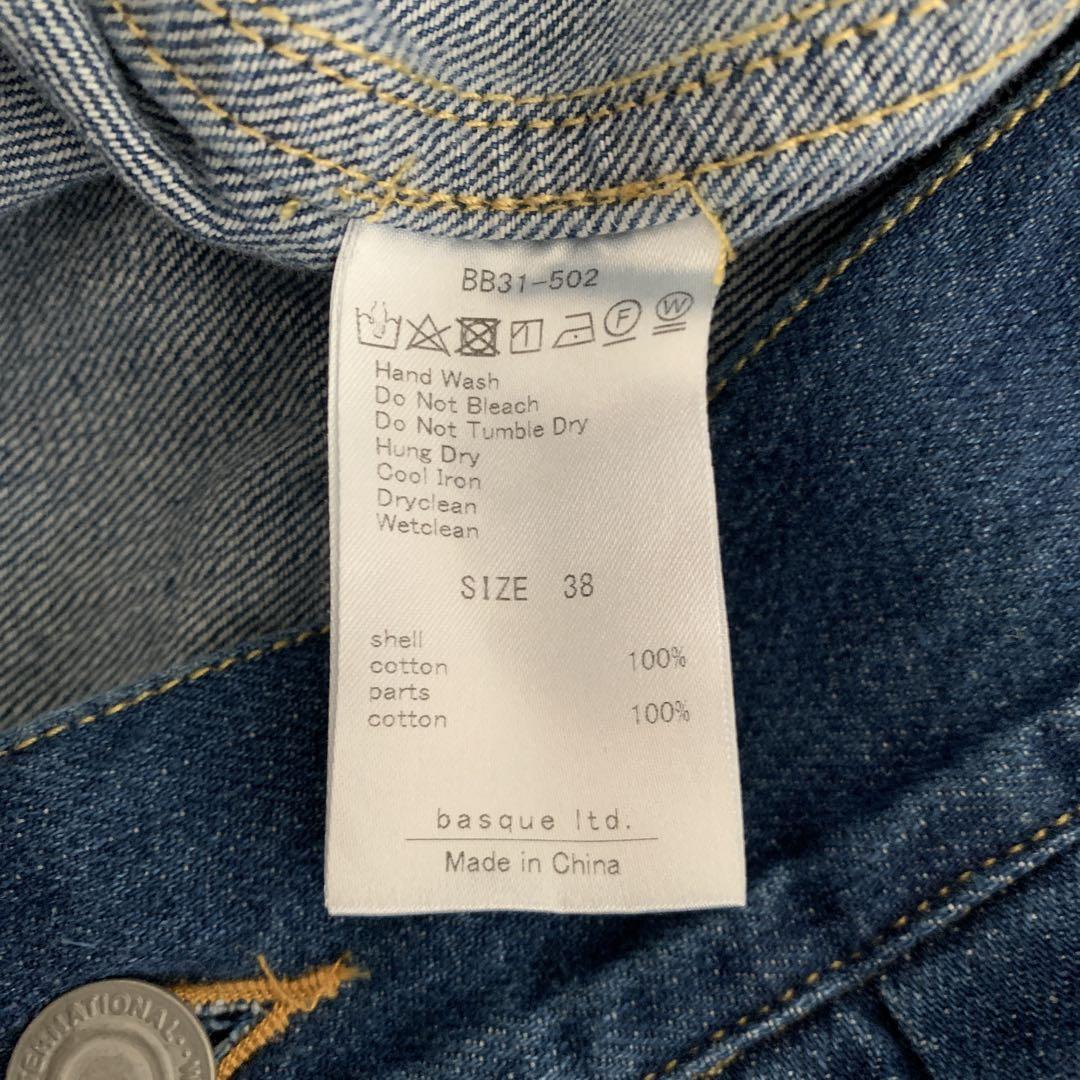 BB31-502
F W
Hand Wash
Do Not Bleach
Do Not Tumble Dry
Hung Dry
Cool Iron
Dryclean
Wetclean
SIZE 38
shell
cotton 100%
parts
cotton 100%
basque ltd.
Made in China